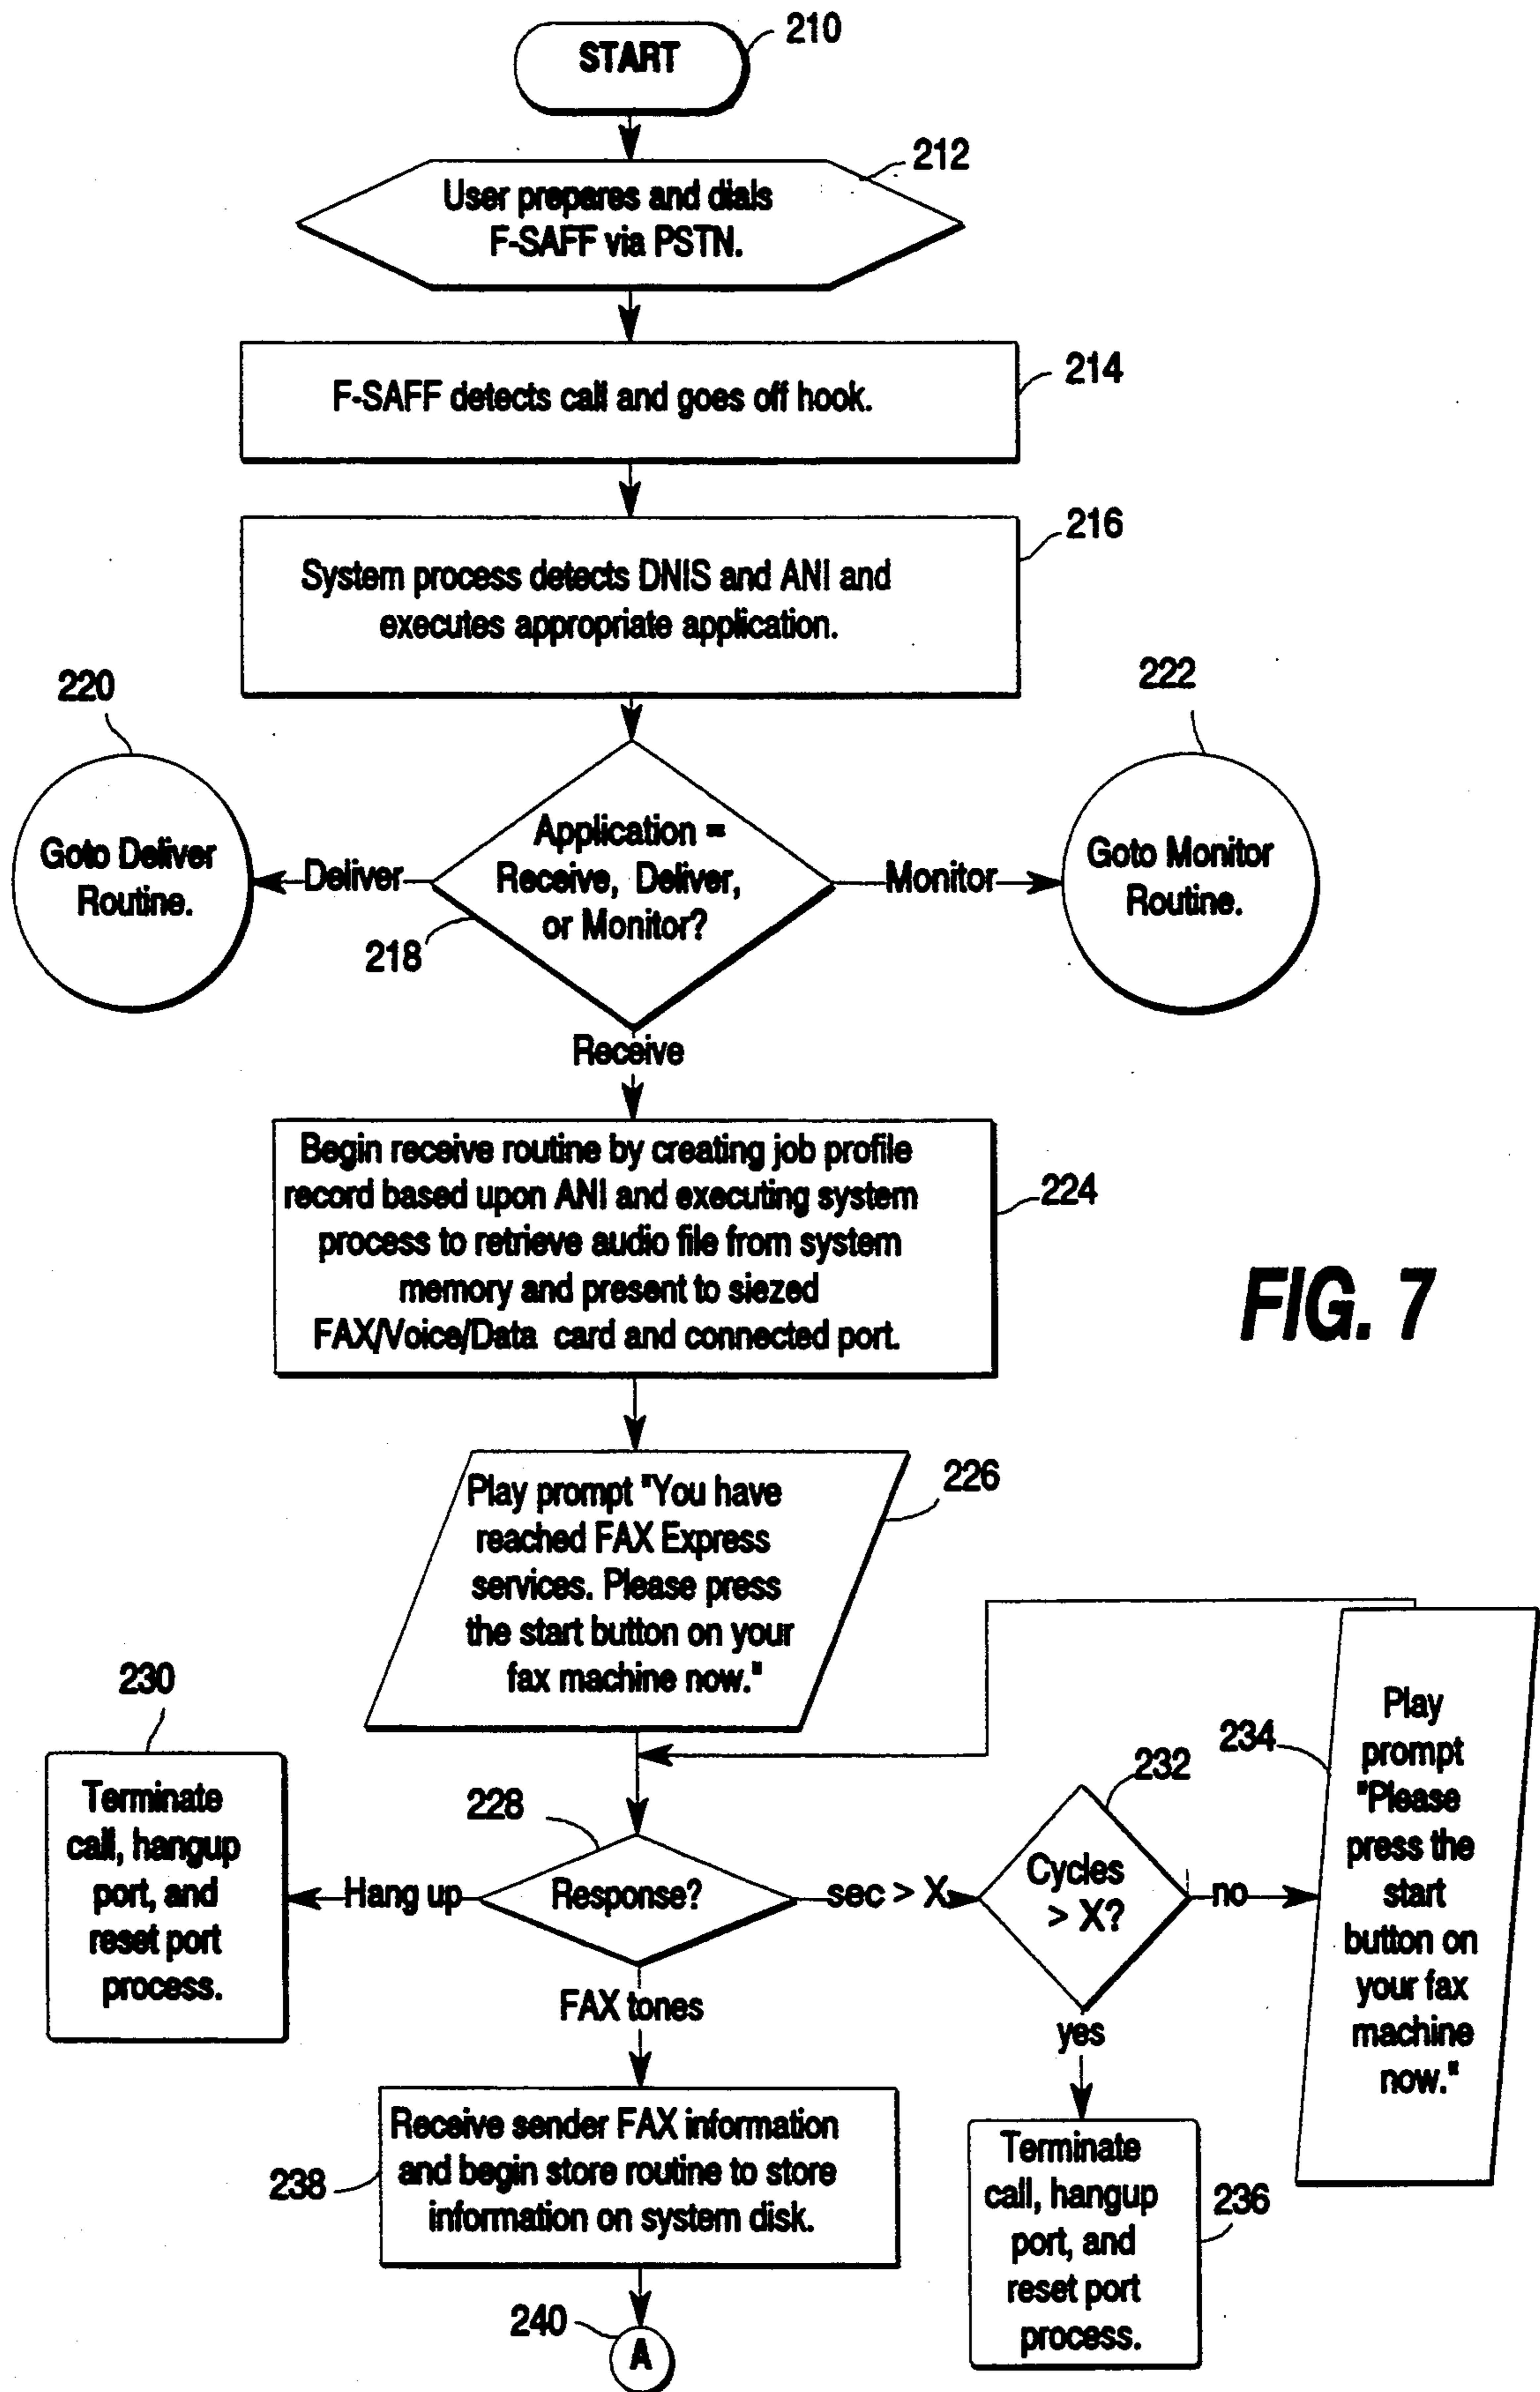 210
START
212
User prepares and dials
F-SAFF via PSTN.
214
F-SAFF detects call and goes off hook.
216
System process detects DNIS and ANI and
executes appropriate application.
220
222
Goto Deliver
Routine.
Deliver
Application =
Receive, Deliver,
or Monitor?
218
Monitor
Goto Monitor
Routine.
Receive
Begin receive routine by creating job profile
record based upon ANI and executing system
process to retrieve audio file from system
memory and present to siezed
FAX/Voice/Data card and connected port.
224
FIG. 7
Play prompt "You have
reached FAX Express
services. Please press
the start button on your
fax machine now."
226
230
Terminate
call, hangup
port, and
reset port
process.
Hang up
228
Response?
sec > X
232
Cycles
> X?
no
234
Play
prompt
"Please
press the
start
button on
your fax
machine
now."
FAX tones
yes
Receive sender FAX information
and begin store routine to store
information on system disk.
238
Terminate
call, hangup
port, and
reset port
process.
236
240
A